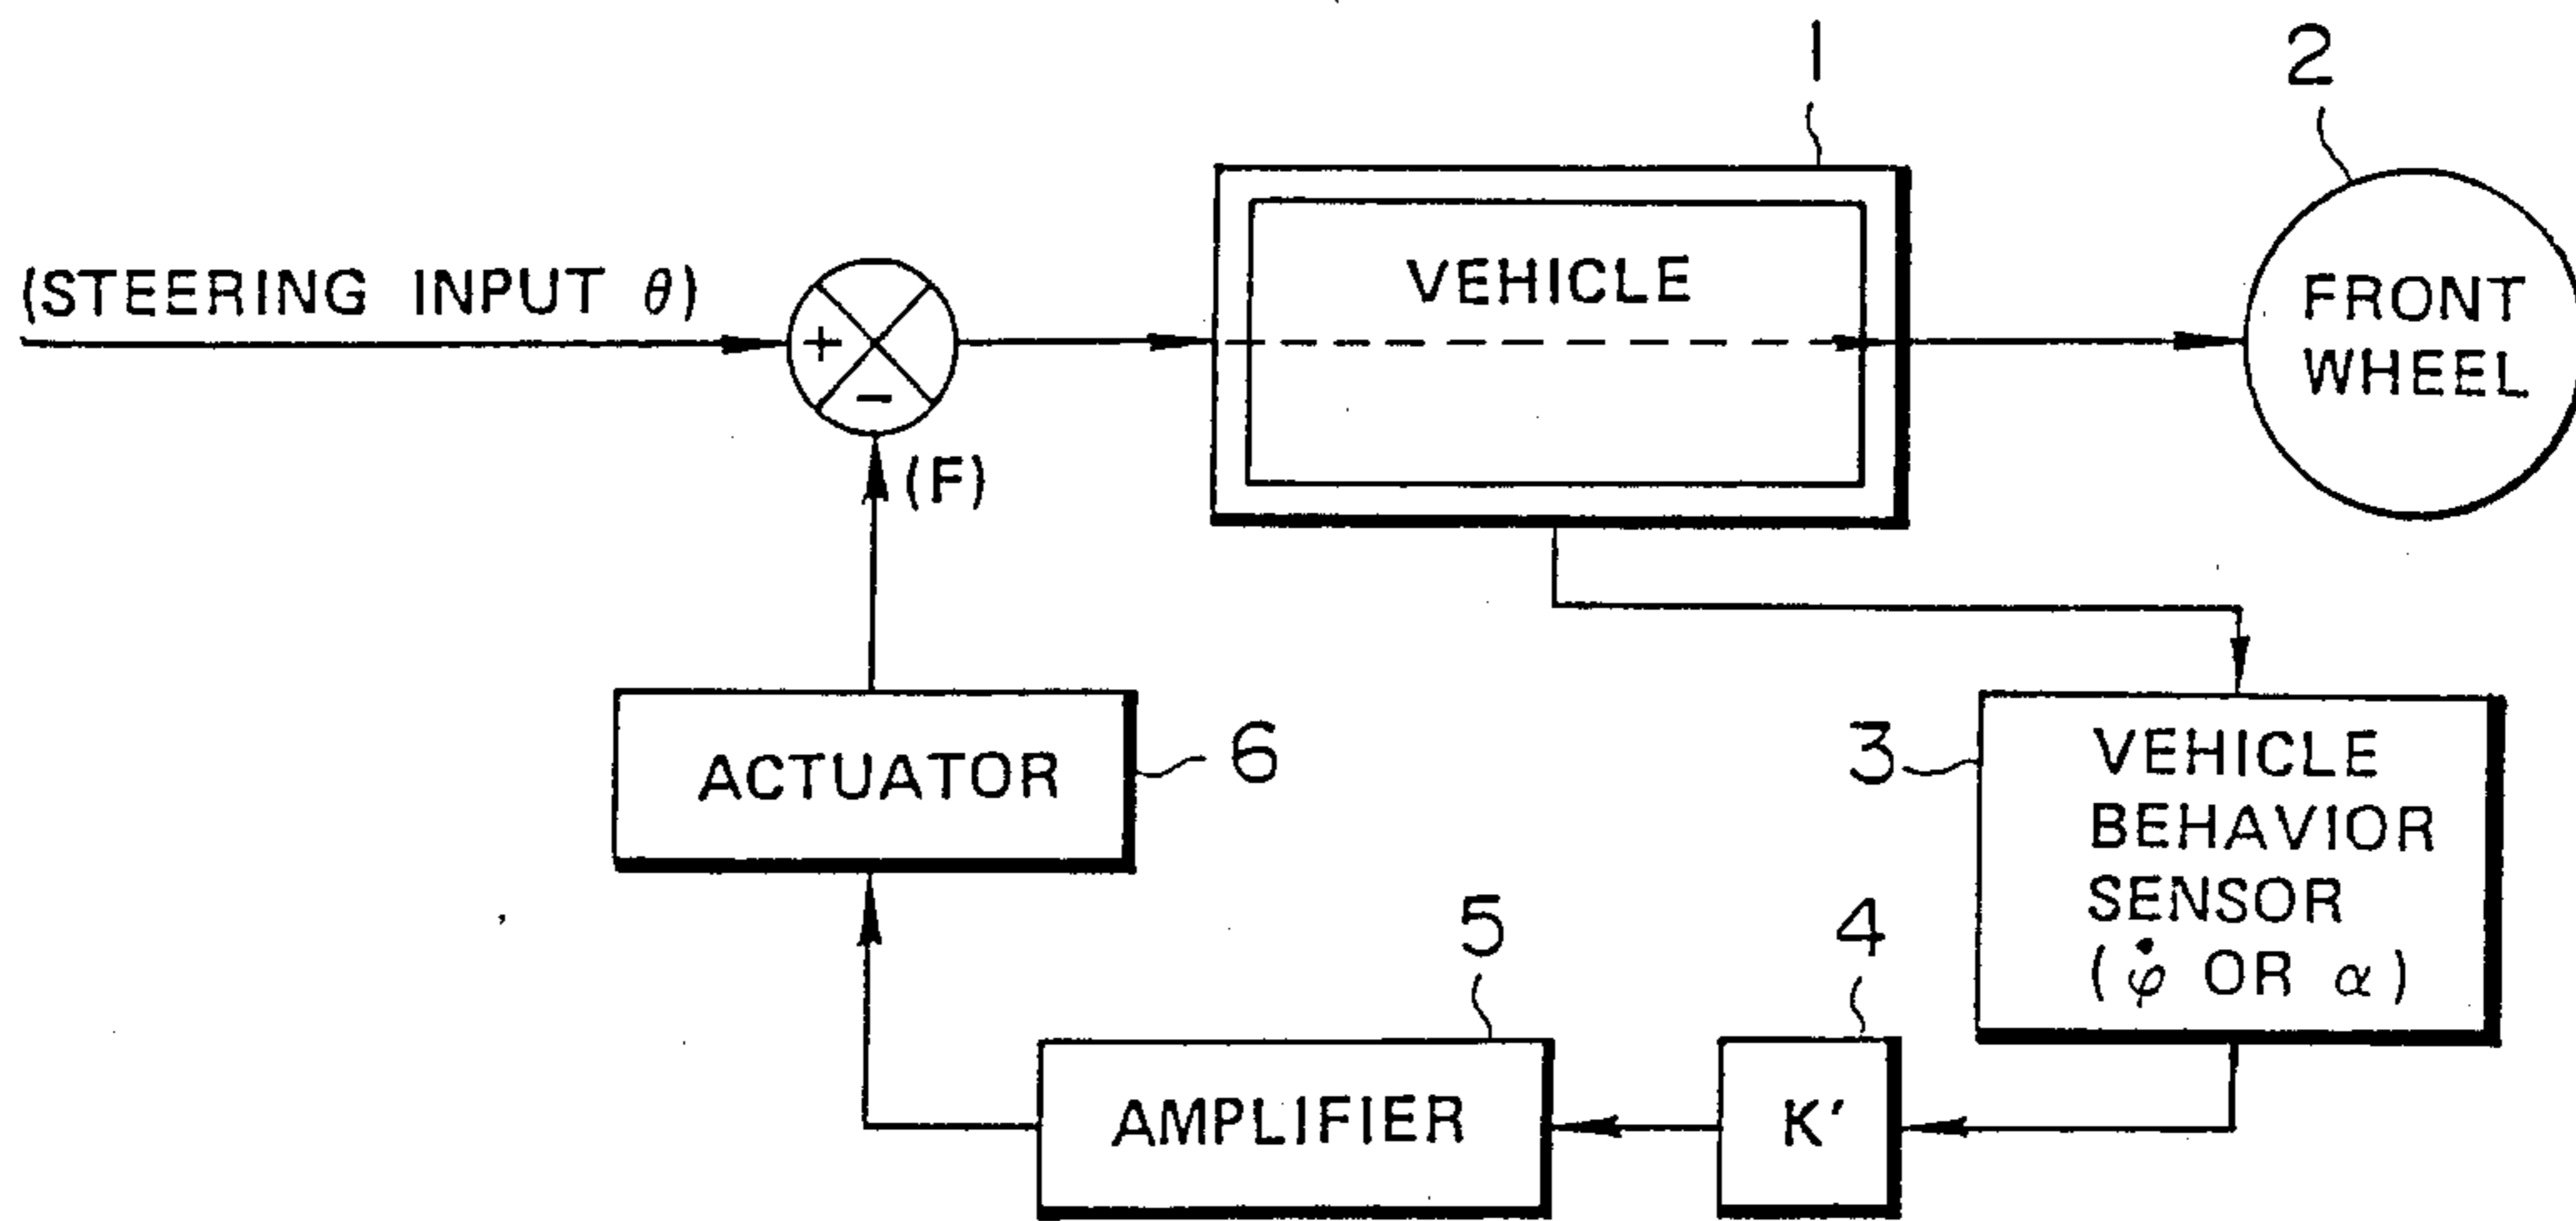 1
2
(STEERING INPUT θ)
+
−
(F)
VEHICLE
FRONT
WHEEL
ACTUATOR
6
3
VEHICLE
BEHAVIOR
SENSOR
(φ̇ OR α)
5
4
AMPLIFIER
K'